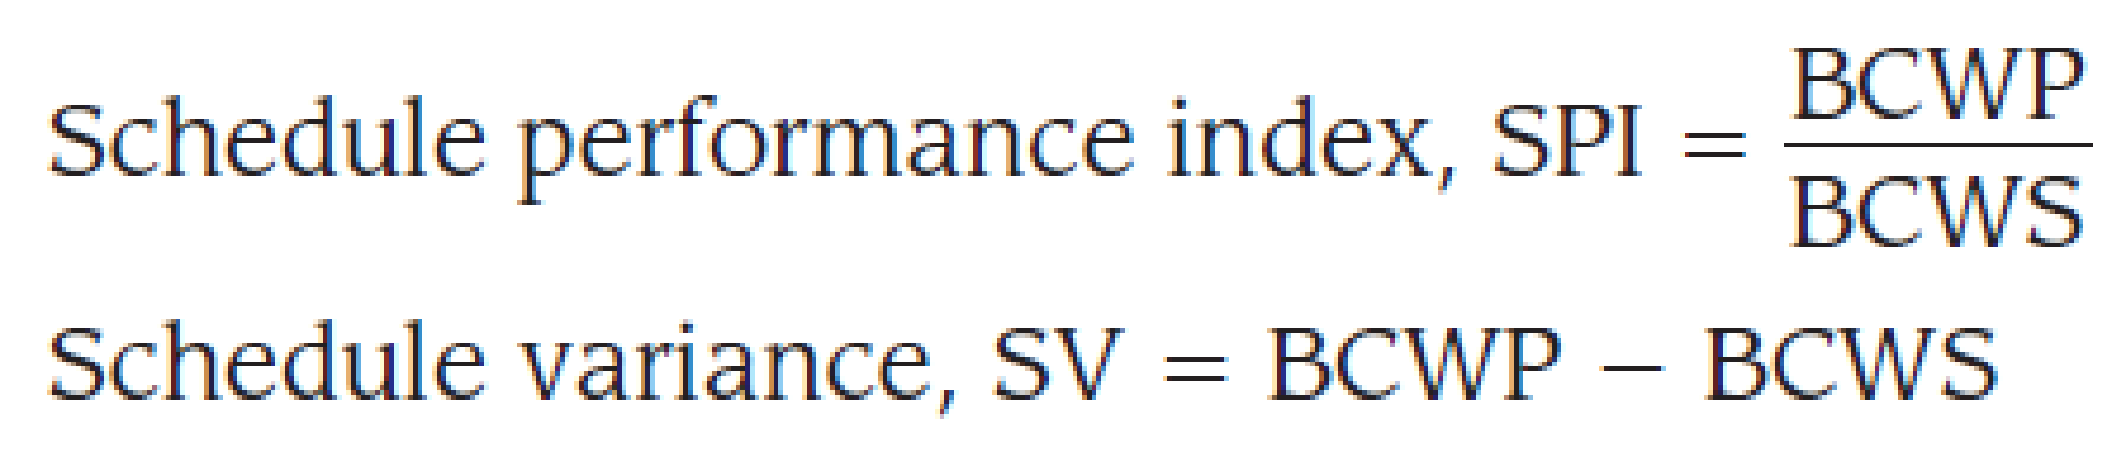 Schedule performance index, SPI = BCWP / BCWS
Schedule variance, SV = BCWP − BCWS